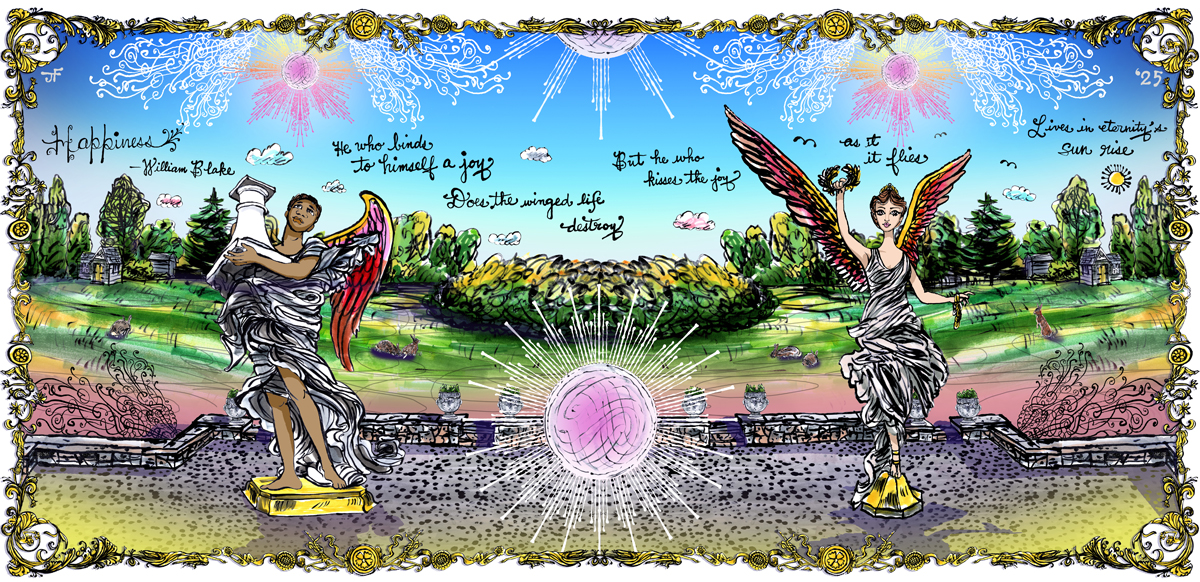 JF
'25
Happiness
—William Blake
He who binds
to himself a joy
Does the winged life
destroy
But he who
kisses the joy
as it
it flies
Lives in eternity's
sun rise